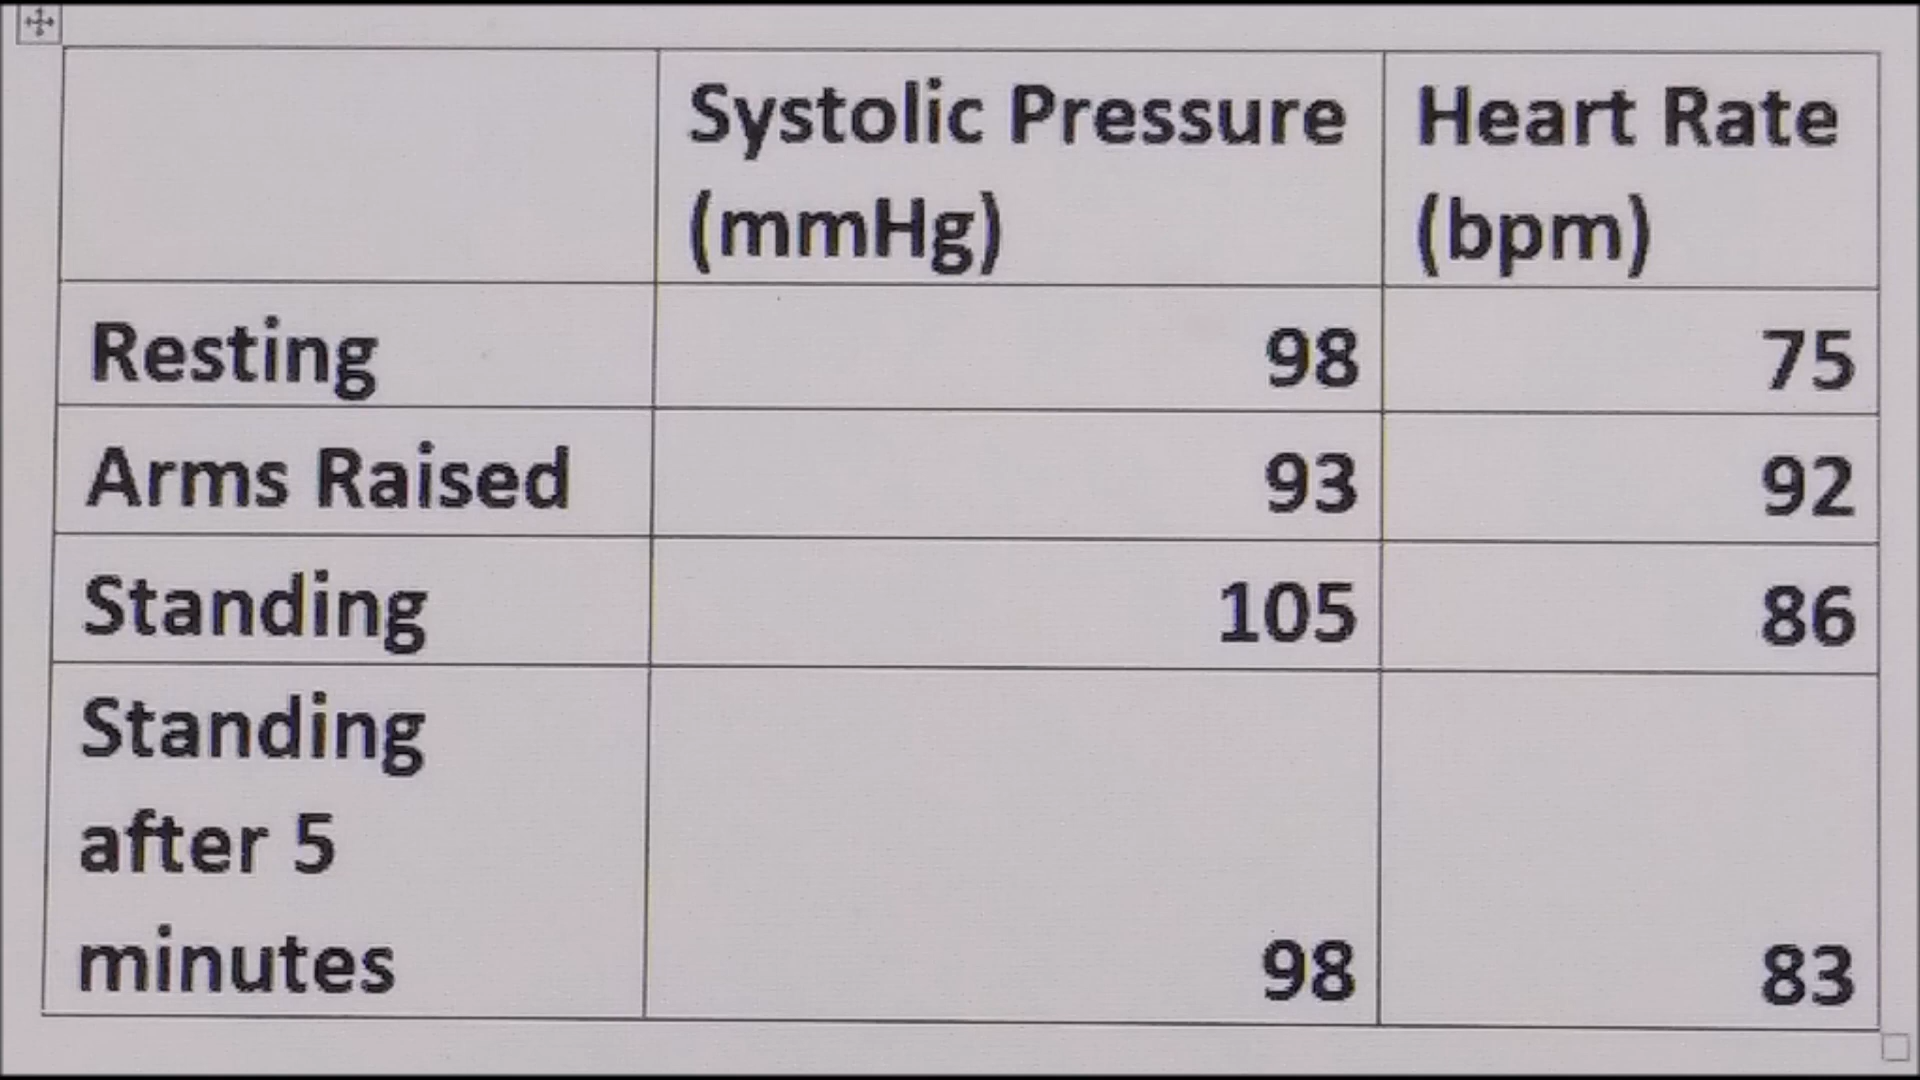 Systolic Pressure Heart Rate
(mmHg) (bpm)
Resting 98 75
Arms Raised 93 92
Standing 105 86
Standing
after 5
minutes 98 83